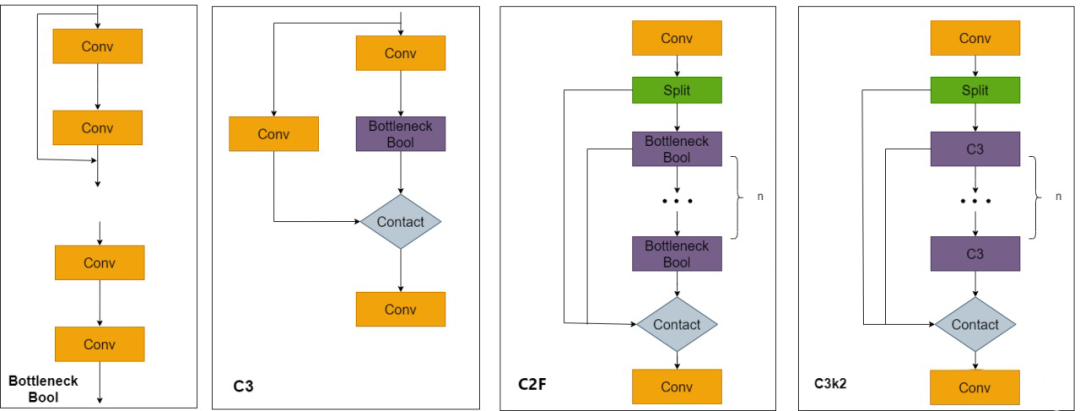 Conv
Conv
Conv
Conv
Bottleneck
Bool
Conv
Conv
Bottleneck
Bool
Contact
Conv
C3
Conv
Split
Bottleneck
Bool
n
Bottleneck
Bool
Contact
Conv
C2F
Conv
Split
C3
n
C3
Contact
Conv
C3k2